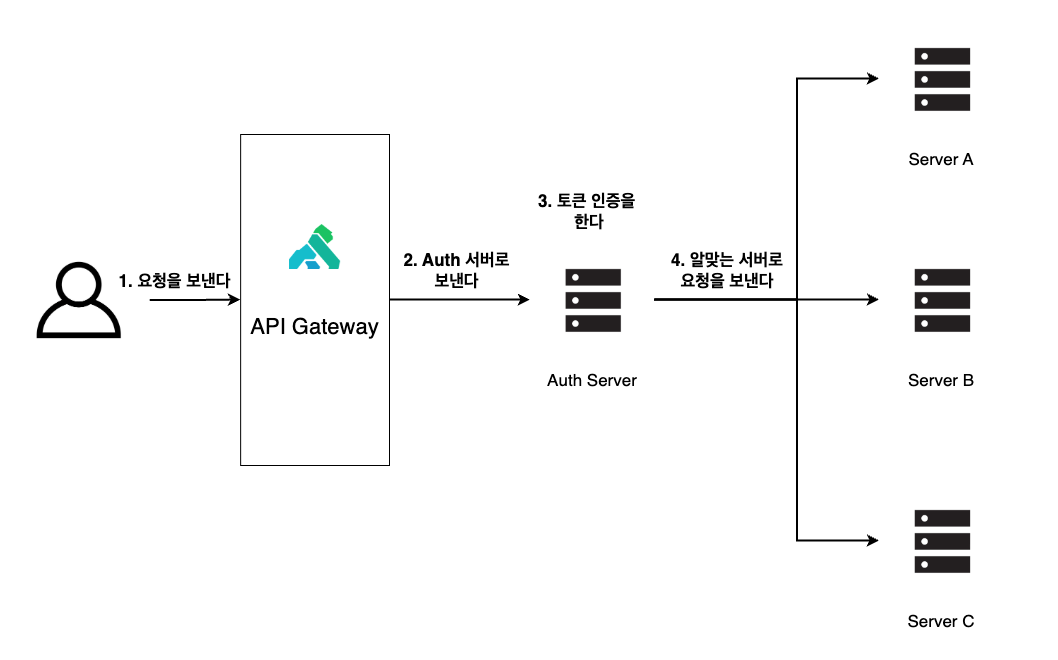 1. 요청을 보낸다
API Gateway
2. Auth 서버로
보낸다
3. 토큰 인증을
한다
Auth Server
4. 알맞는 서버로
요청을 보낸다
Server A
Server B
Server C